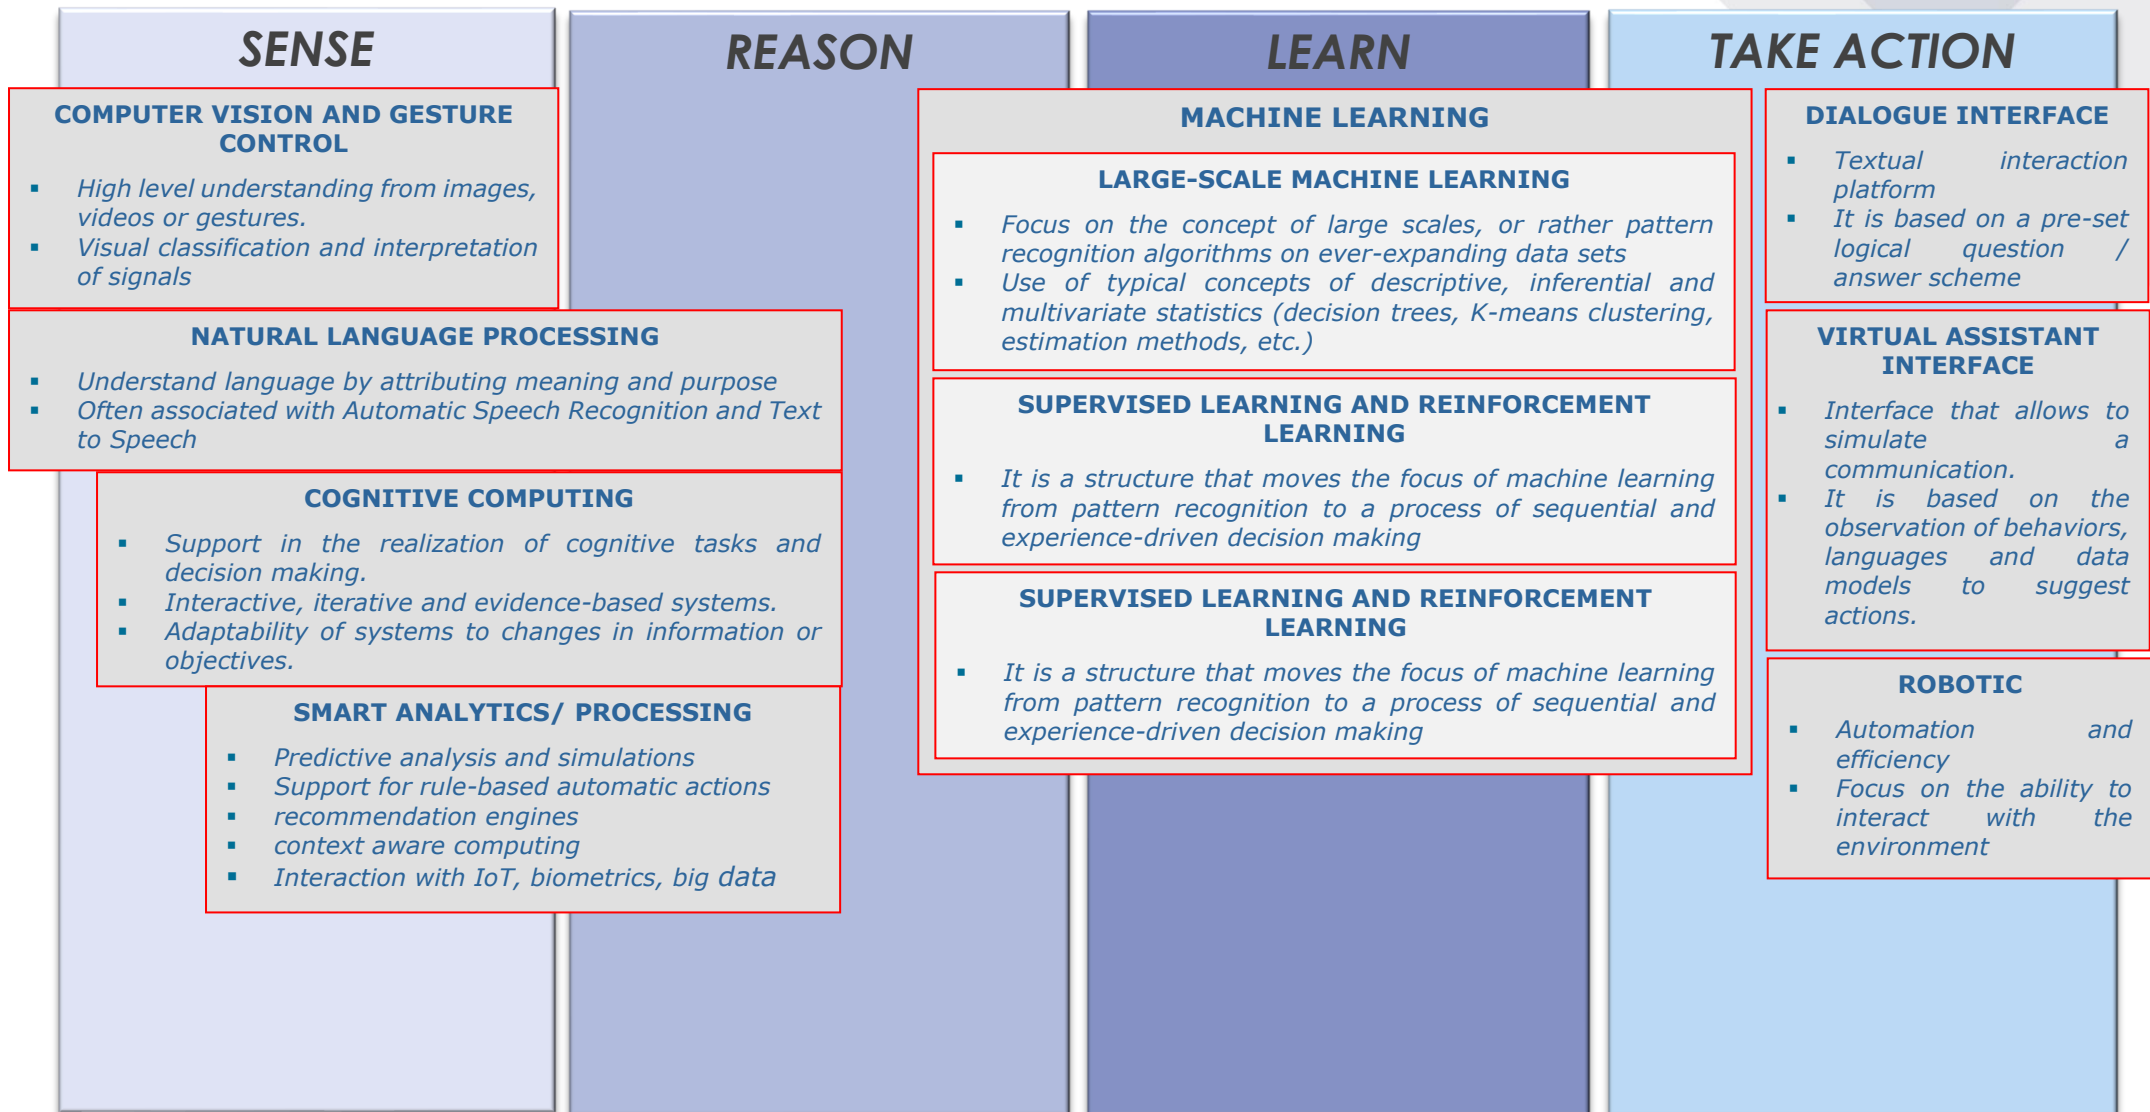 SENSE
REASON
LEARN
TAKE ACTION
COMPUTER VISION AND GESTURE
CONTROL
▪ High level understanding from images,
videos or gestures.
▪ Visual classification and interpretation
of signals
NATURAL LANGUAGE PROCESSING
▪ Understand language by attributing meaning and purpose
▪ Often associated with Automatic Speech Recognition and Text
to Speech
COGNITIVE COMPUTING
▪ Support in the realization of cognitive tasks and
decision making.
▪ Interactive, iterative and evidence-based systems.
▪ Adaptability of systems to changes in information or
objectives.
SMART ANALYTICS/ PROCESSING
▪ Predictive analysis and simulations
▪ Support for rule-based automatic actions
▪ recommendation engines
▪ context aware computing
▪ Interaction with IoT, biometrics, big data
MACHINE LEARNING
LARGE-SCALE MACHINE LEARNING
▪ Focus on the concept of large scales, or rather pattern
recognition algorithms on ever-expanding data sets
▪ Use of typical concepts of descriptive, inferential and
multivariate statistics (decision trees, K-means clustering,
estimation methods, etc.)
SUPERVISED LEARNING AND REINFORCEMENT
LEARNING
▪ It is a structure that moves the focus of machine learning
from pattern recognition to a process of sequential and
experience-driven decision making
SUPERVISED LEARNING AND REINFORCEMENT
LEARNING
▪ It is a structure that moves the focus of machine learning
from pattern recognition to a process of sequential and
experience-driven decision making
DIALOGUE INTERFACE
▪ Textual interaction
platform
▪ It is based on a pre-set
logical question /
answer scheme
VIRTUAL ASSISTANT
INTERFACE
▪ Interface that allows to
simulate a
communication.
▪ It is based on the
observation of behaviors,
languages and data
models to suggest
actions.
ROBOTIC
▪ Automation and
efficiency
▪ Focus on the ability to
interact with the
environment